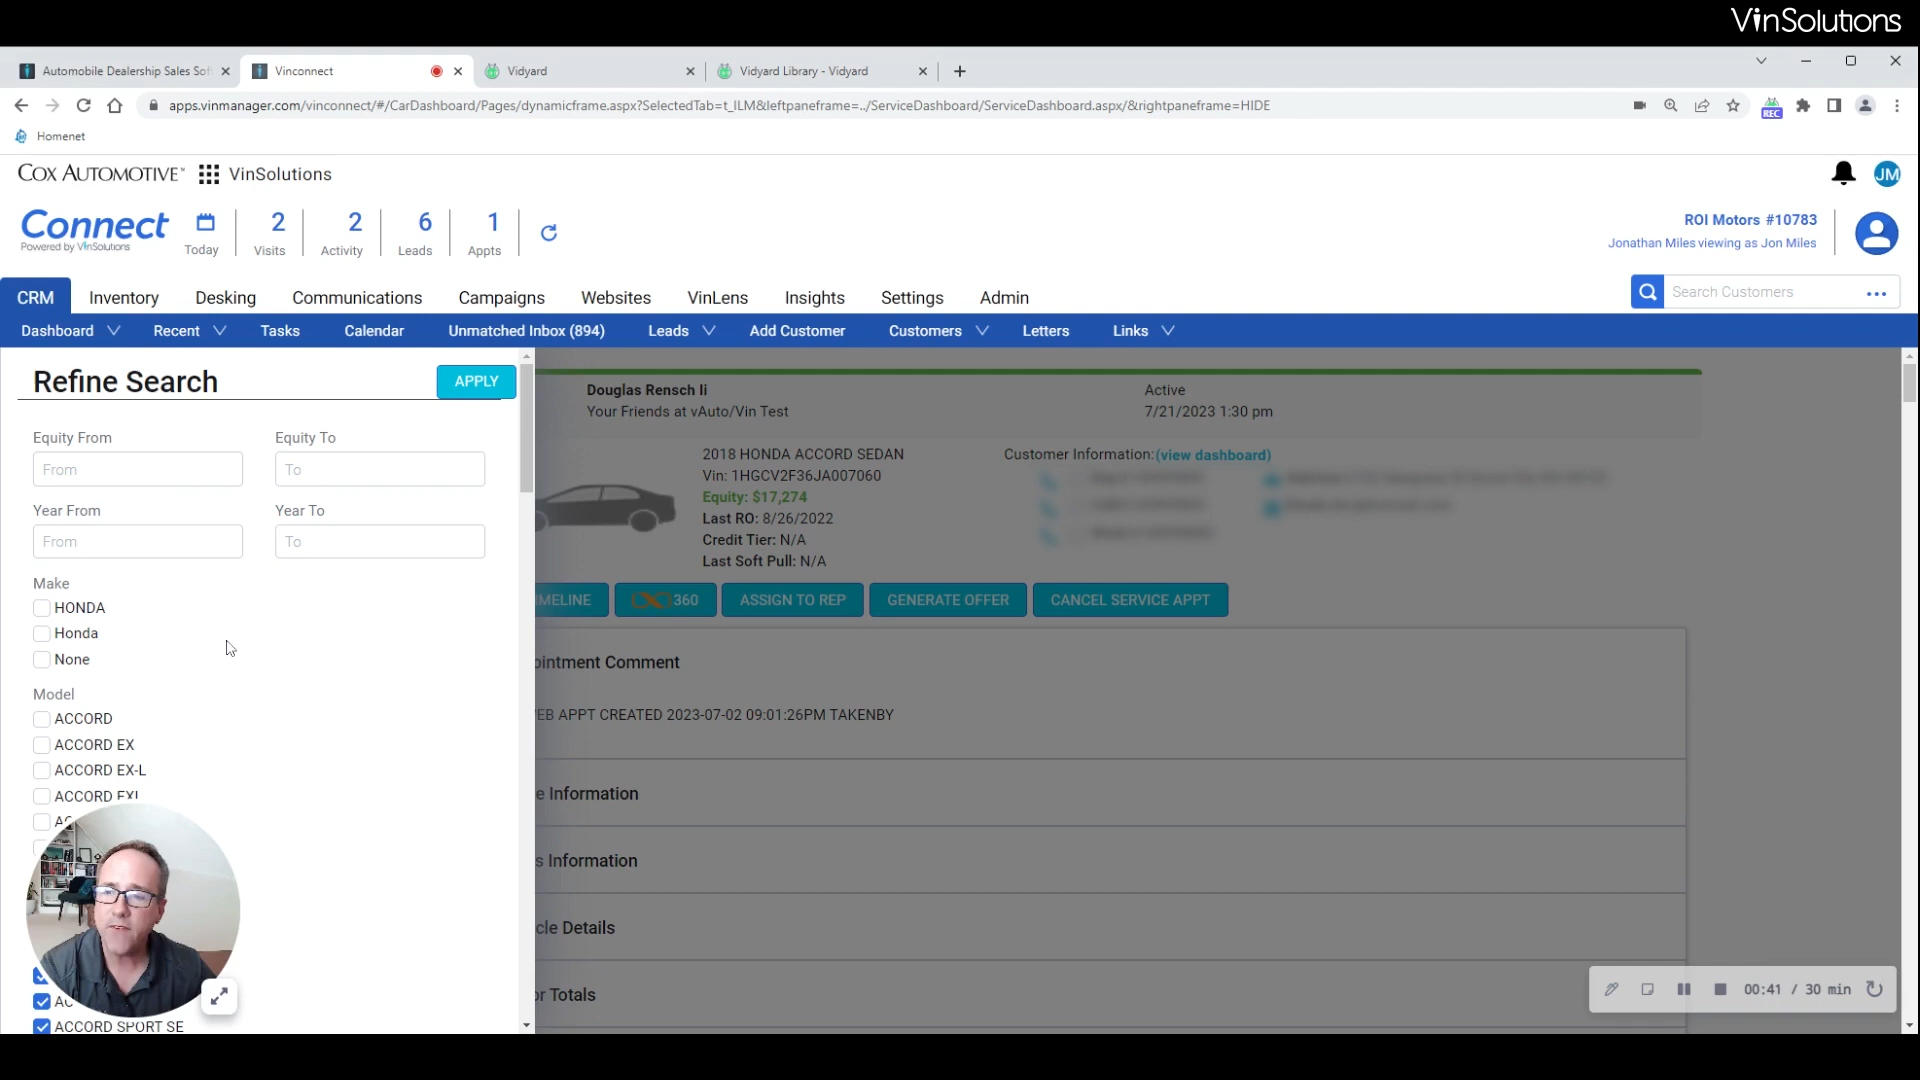 VinSolutions
Automobile Dealership Sales Sof
Vinconnect
Vidyard
Vidyard Library - Vidyard
apps.vinmanager.com/vinconnect/#/CarDashboard/Pages/dynamicframe.aspx?SelectedTab=t_ILM&leftpaneframe=../ServiceDashboard/ServiceDashboard.aspx/&rightpaneframe=HIDE
REC
Homenet
COX AUTOMOTIVE™ VinSolutions
JM
Connect
Powered by VinSolutions
Today
2 Visits
2 Activity
6 Leads
1 Appts
ROI Motors #10783
Jonathan Miles viewing as Jon Miles
CRM Inventory Desking Communications Campaigns Websites VinLens Insights Settings Admin
Search Customers
Dashboard Recent Tasks Calendar Unmatched Inbox (894) Leads Add Customer Customers Letters Links
Refine Search
APPLY
Equity From Equity To
From To
Year From Year To
From To
Make
HONDA
Honda
None
Model
ACCORD
ACCORD EX
ACCORD EX-L
ACCORD EXL
AC
AC
ACCORD SPORT SE
Douglas Rensch Ii
Your Friends at vAuto/Vin Test
Active
7/21/2023 1:30 pm
2018 HONDA ACCORD SEDAN
Vin: 1HGCV2F36JA007060
Equity: $17,274
Last RO: 8/26/2022
Credit Tier: N/A
Last Soft Pull: N/A
Customer Information:(view dashboard)
IMELINE
360
ASSIGN TO REP
GENERATE OFFER
CANCEL SERVICE APPT
ointment Comment
EB APPT CREATED 2023-07-02 09:01:26PM TAKENBY
e Information
s Information
cle Details
or Totals
00:41 / 30 min